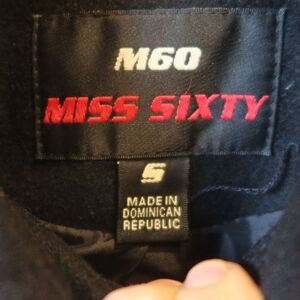 M60
MISS SIXTY
S
MADE IN
DOMINICAN
REPUBLIC